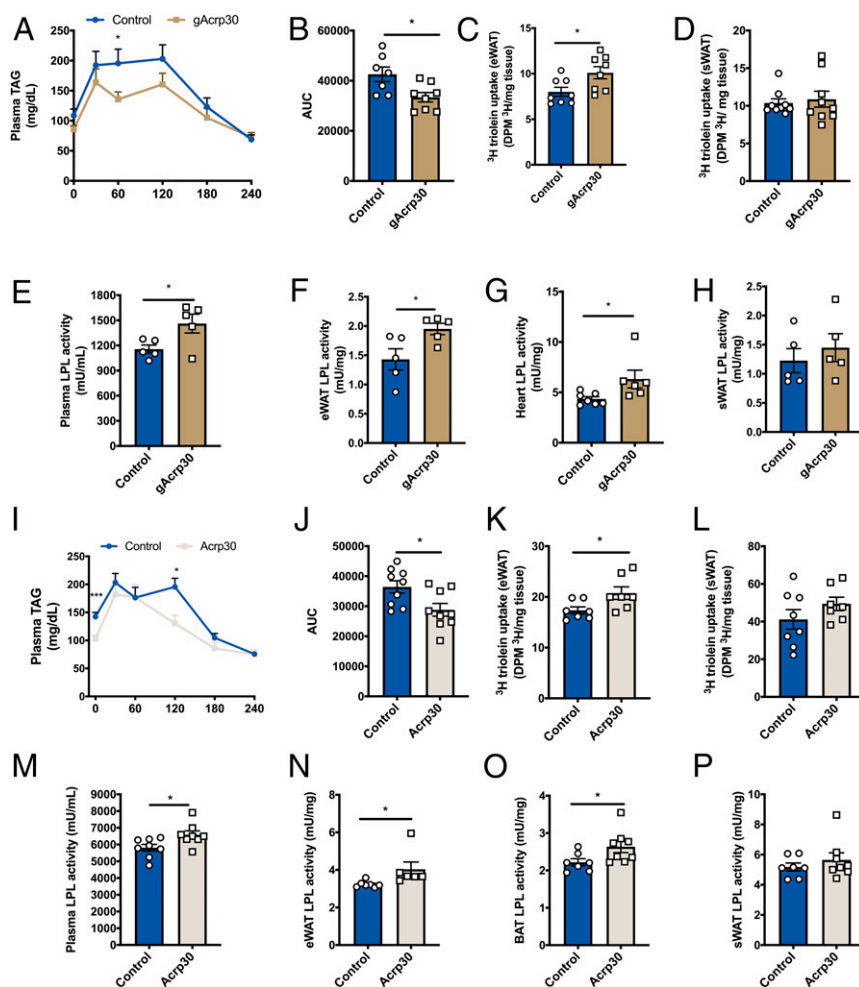 A
Control
gAcrp30
Plasma TAG
(mg/dL)
250
200
150
100
50
0
*
0
60
120
180
240
B
AUC
60000
40000
20000
0
*
Control
gAcrp30
C
³H triolein uptake (eWAT)
(DPM ³H/mg tissue)
15
10
5
0
*
Control
gAcrp30
D
³H triolein uptake (sWAT)
(DPM ³H/ mg tissue)
20
15
10
5
0
Control
gAcrp30
E
Plasma LPL activity
(mU/mL)
1800
1500
1200
900
600
300
0
*
Control
gAcrp30
F
eWAT LPL activity
(mU/mg)
2.5
2.0
1.5
1.0
0.5
0.0
*
Control
gAcrp30
G
Heart LPL activity
(mU/mg)
15
10
5
0
*
Control
gAcrp30
H
sWAT LPL activity
(mU/mg)
2.5
2.0
1.5
1.0
0.5
0.0
Control
gAcrp30
I
Control
Acrp30
Plasma TAG
(mg/dL)
250
200
150
100
50
0
***
*
0
60
120
180
240
J
AUC
50000
40000
30000
20000
10000
0
*
Control
Acrp30
K
³H triolein uptake (eWAT)
(DPM ³H/mg tissue)
30
20
10
0
*
Control
Acrp30
L
³H triolein uptake (sWAT)
(DPM ³H/mg tissue)
80
60
40
20
0
Control
Acrp30
M
Plasma LPL activity (mU/mL)
9000
8000
7000
6000
5000
4000
3000
2000
1000
0
*
Control
Acrp30
N
eWAT LPL activity (mU/mg)
8
6
4
2
0
*
Control
Acrp30
O
BAT LPL activity (mU/mg)
4
3
2
1
0
*
Control
Acrp30
P
sWAT LPL activity (mU/mg)
10
8
6
4
2
0
Control
Acrp30